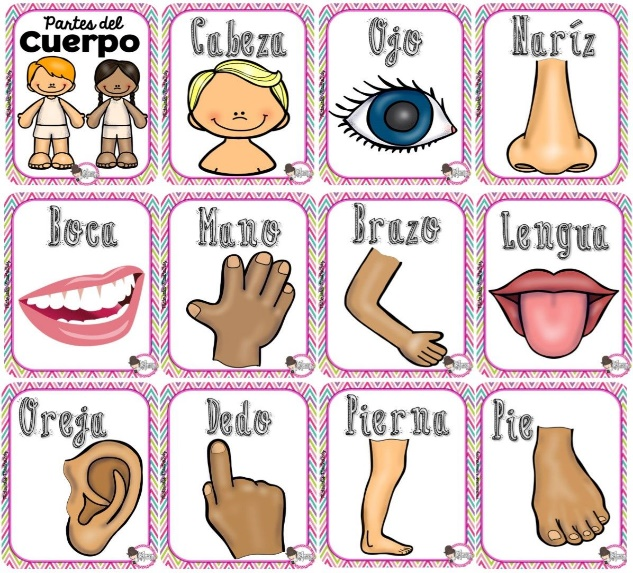 Partes del
Cuerpo
Cabeza
Ojo
Naríz
Boca
Mano
Brazo
Lengua
Oreja
Dedo
Pierna
Pie